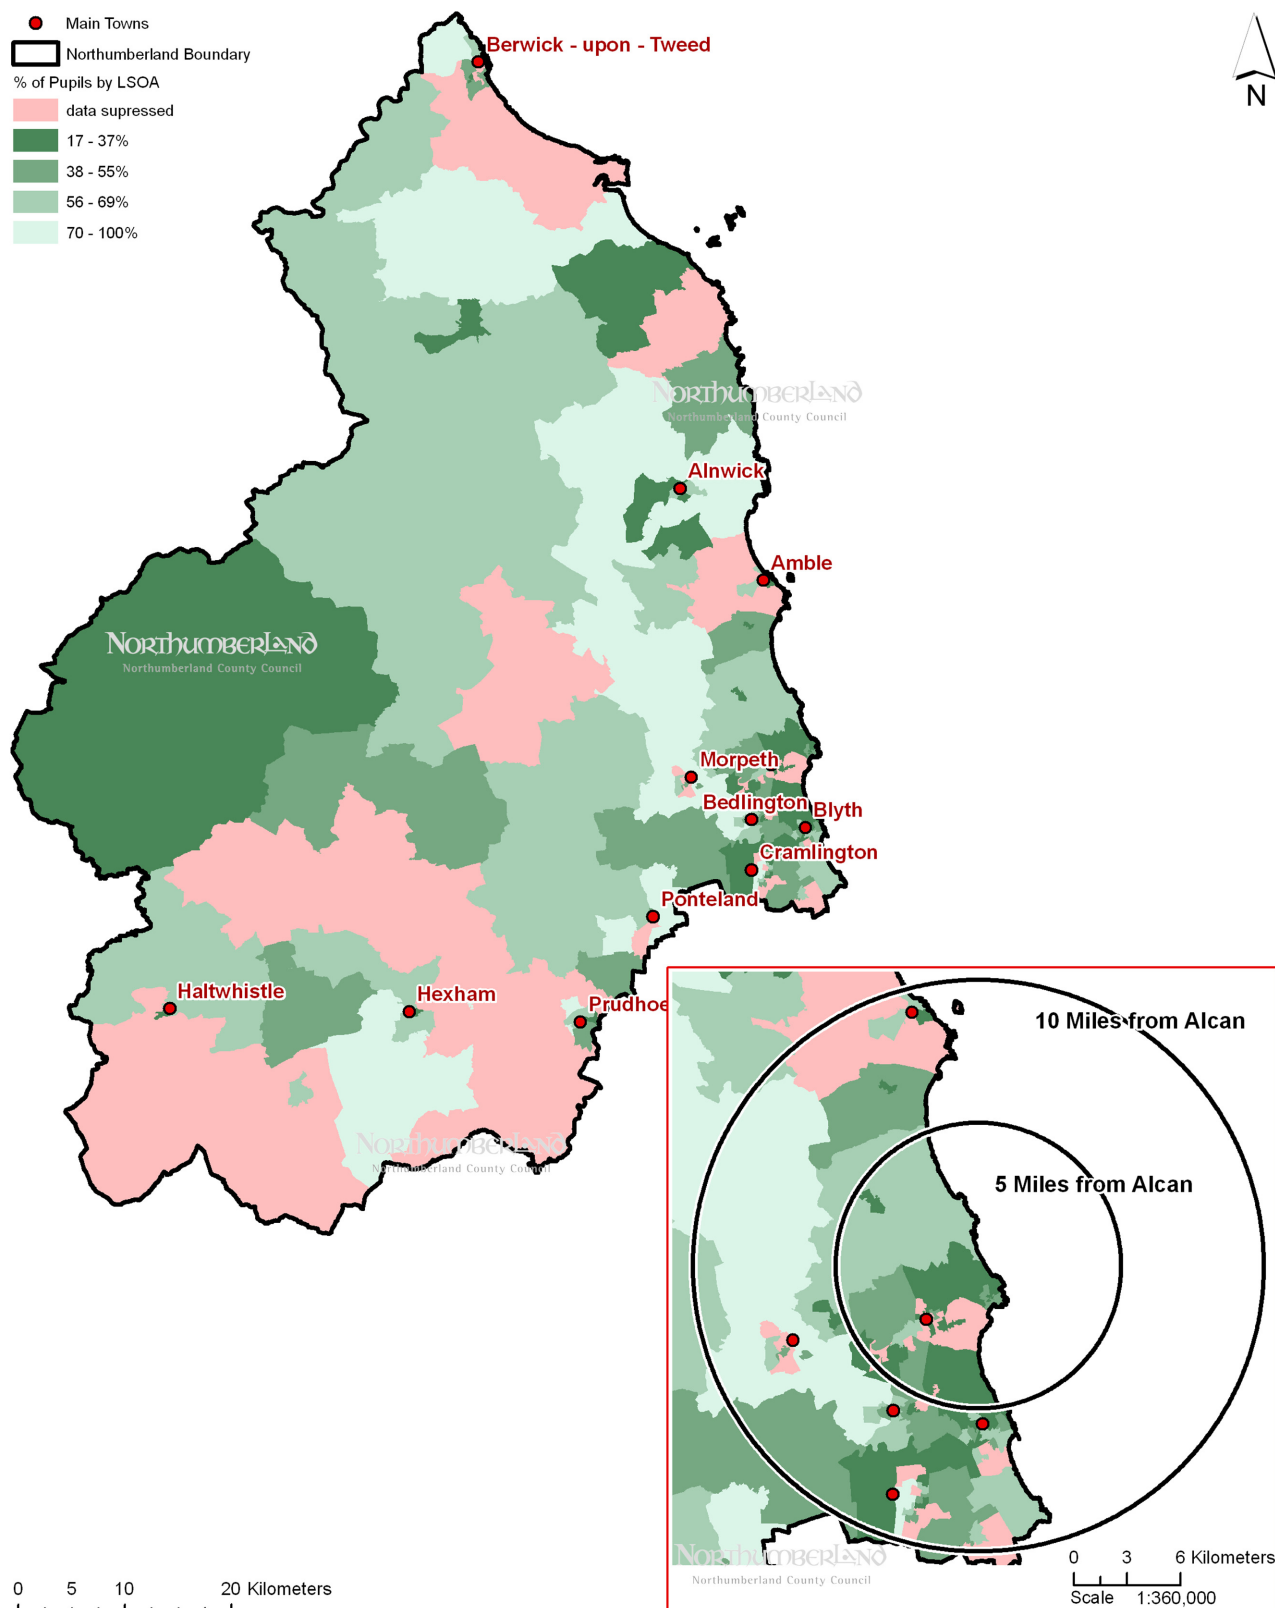 Main Towns
Northumberland Boundary
% of Pupils by LSOA
data supressed
17 - 37%
38 - 55%
56 - 69%
70 - 100%
N
Berwick - upon - Tweed
Northumberland
Northumberland County Council
Alnwick
Amble
Northumberland
Northumberland County Council
Morpeth
Bedlington
Blyth
Cramlington
Ponteland
Haltwhistle
Hexham
Prudhoe
10 Miles from Alcan
Northumberland
Northumberland County Council
5 Miles from Alcan
Northumberland
Northumberland County Council
0 3 6 Kilometers
Scale 1:360,000
0 5 10 20 Kilometers